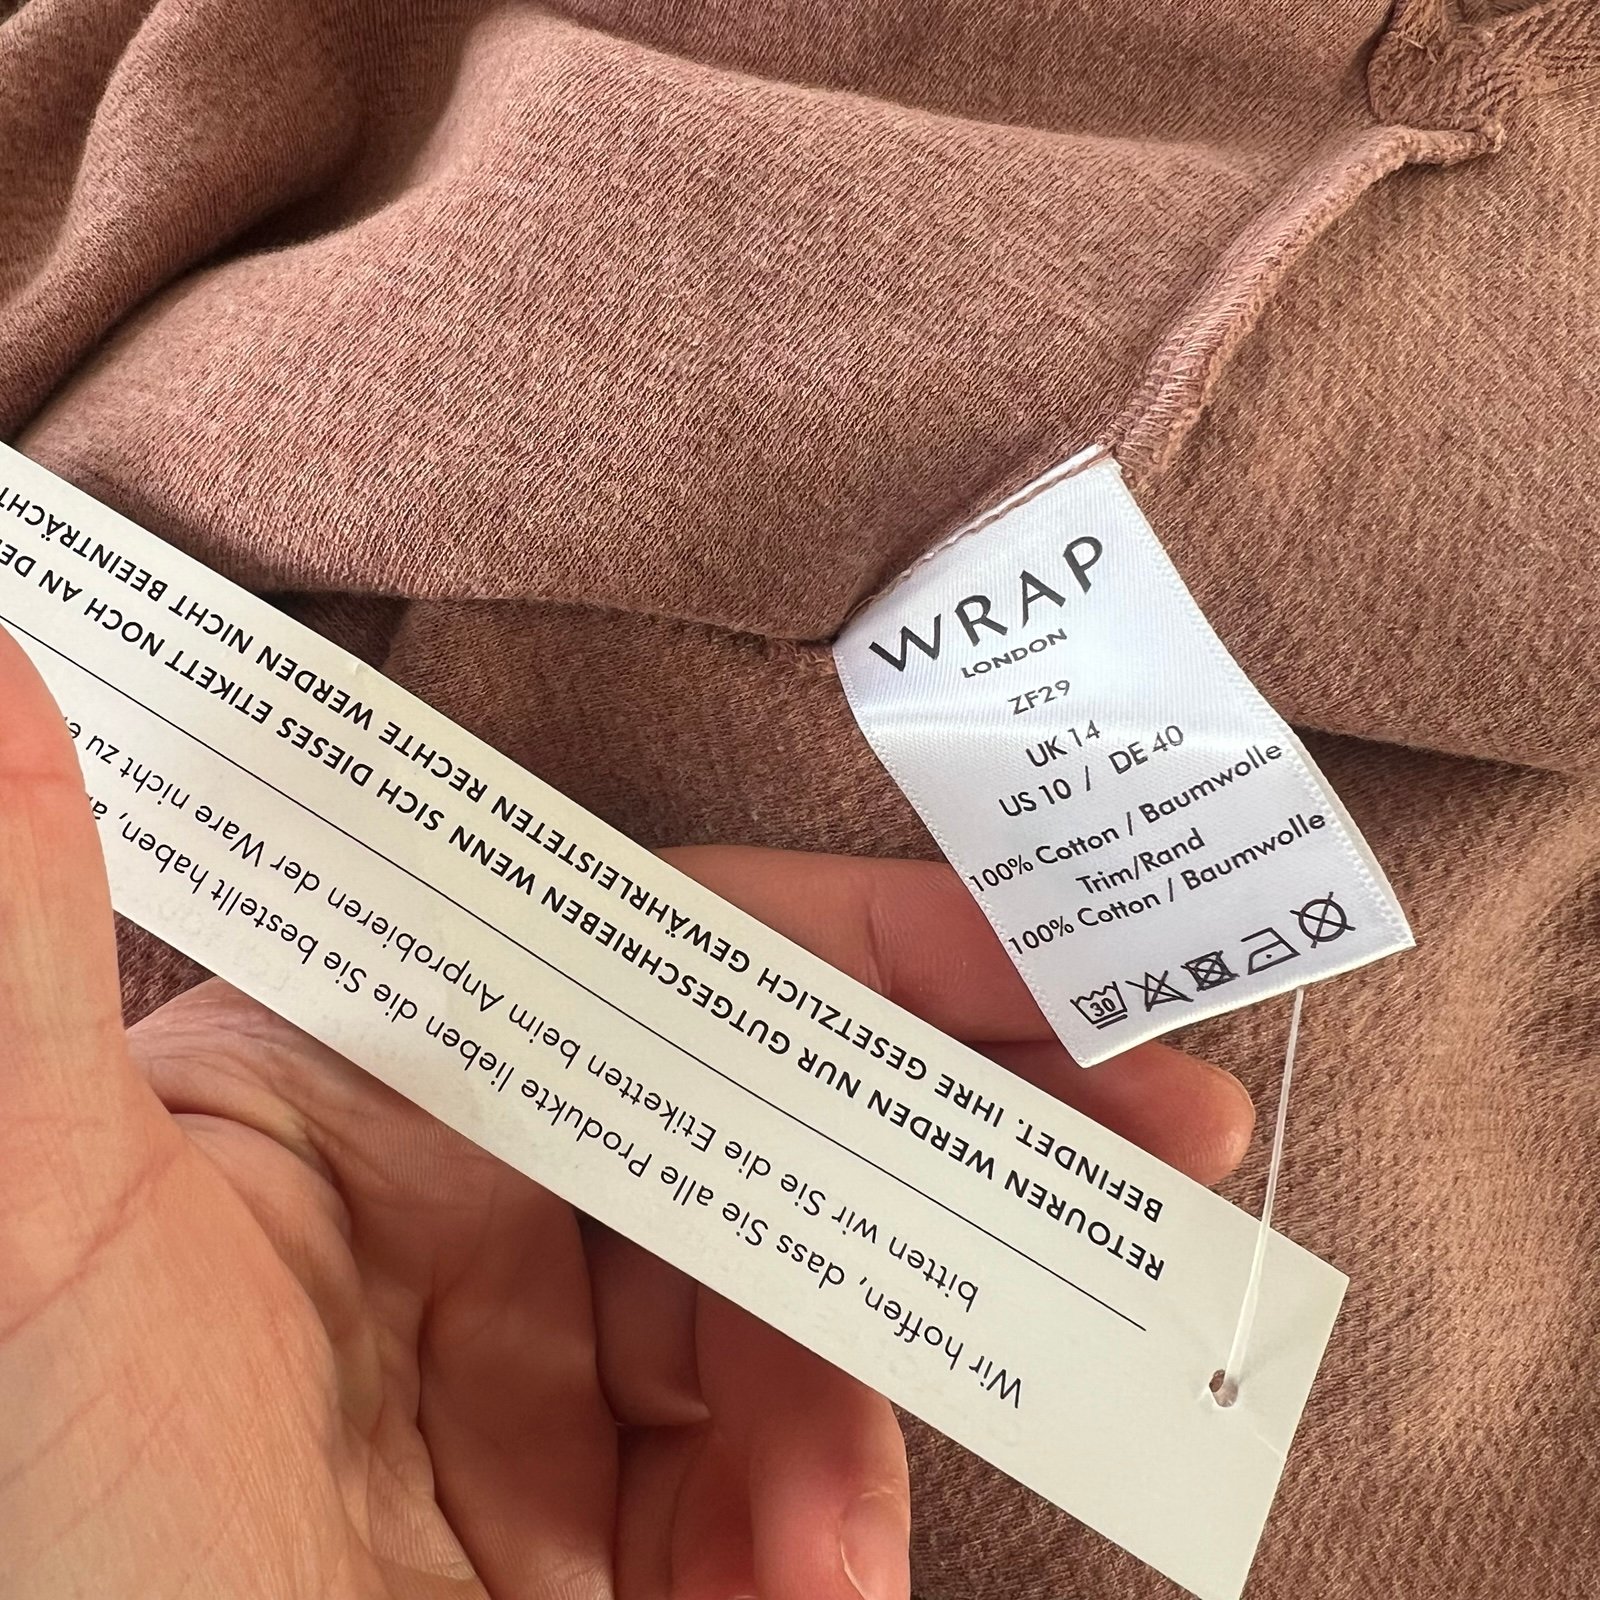 WRAP
LONDON
ZF29
UK 14
US 10 / DE 40
100% Cotton / Baumwolle
Trim/Rand
100% Cotton / Baumwolle
30
Wir hoffen, dass Sie alle Produkte lieben die Sie bestellt haben,
bitten wir Sie die Etiketten beim Anprobieren der Ware nicht zu
RETOUREN WERDEN NUR GUTGESCHRIEBEN WENN SICH DIESES ETIKETT NOCH AN
BEFINDET. IHRE GESETZLICH GEWÄHRLEISTETEN RECHTE WERDEN NICHT